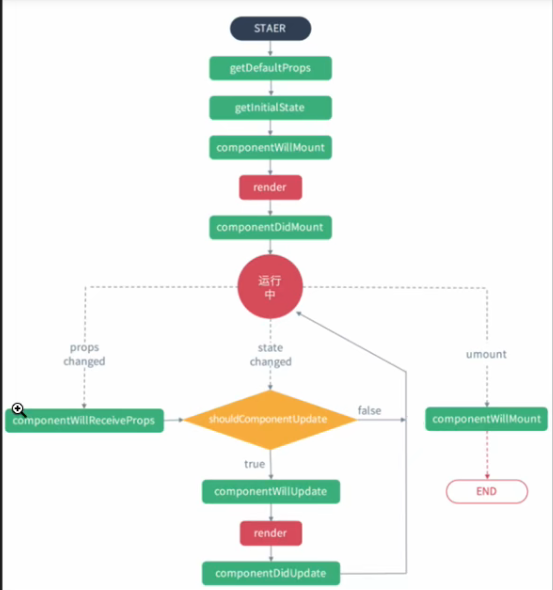 STAER
getDefaultProps
getInitialState
componentWillMount
render
componentDidMount
运行
中
props
changed
state
changed
umount
componentWillReceiveProps
shouldComponentUpdate
false
componentWillMount
true
componentWillUpdate
END
render
componentDidUpdate